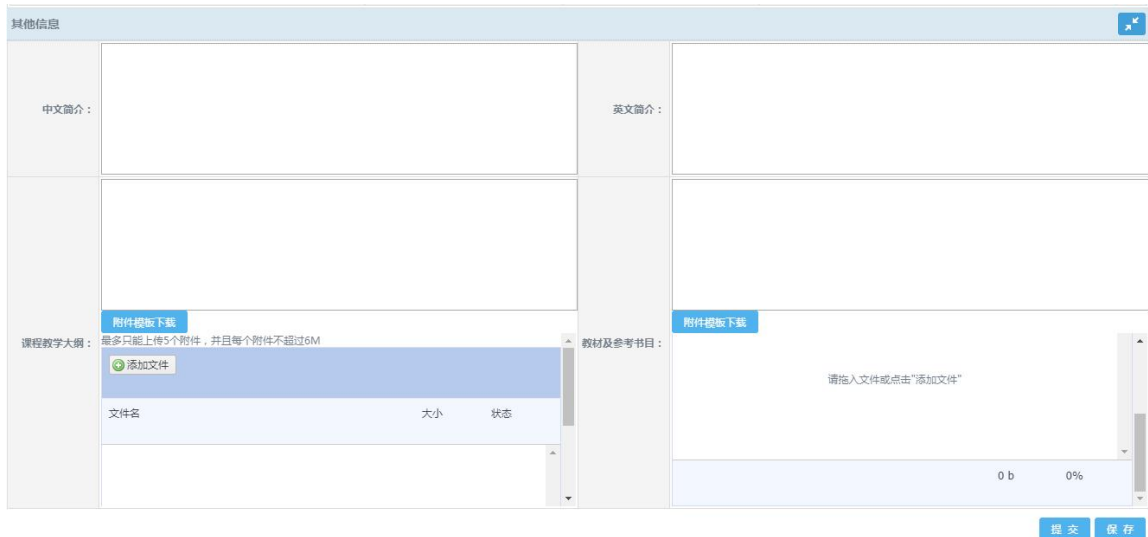 其他信息
中文简介：
英文简介：
附件模板下载
附件模板下载
课程教学大纲：
最多只能上传5个附件，并且每个附件不超过6M
教材及参考书目：
添加文件
请拖入文件或点击"添加文件"
文件名 大小 状态
0 b 0%
提 交 保 存